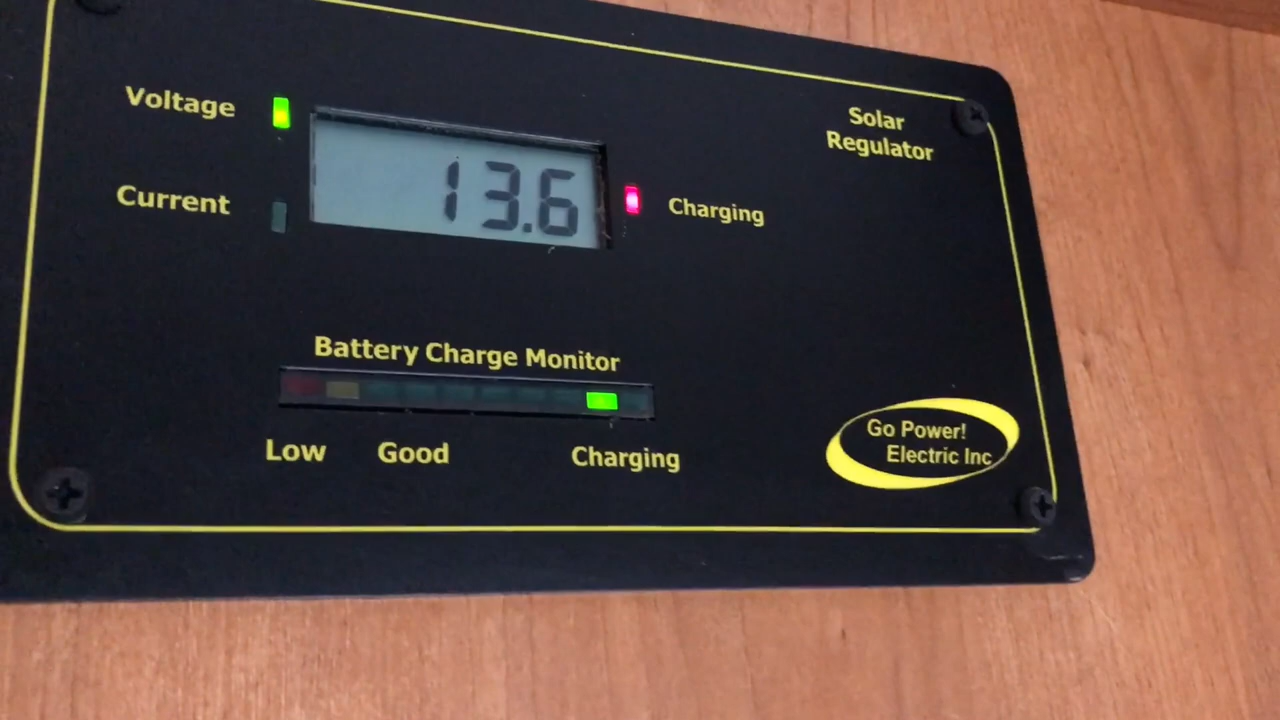 Voltage
Current
13.6
Charging
Solar
Regulator
Battery Charge Monitor
Low Good Charging
Go Power!
Electric Inc